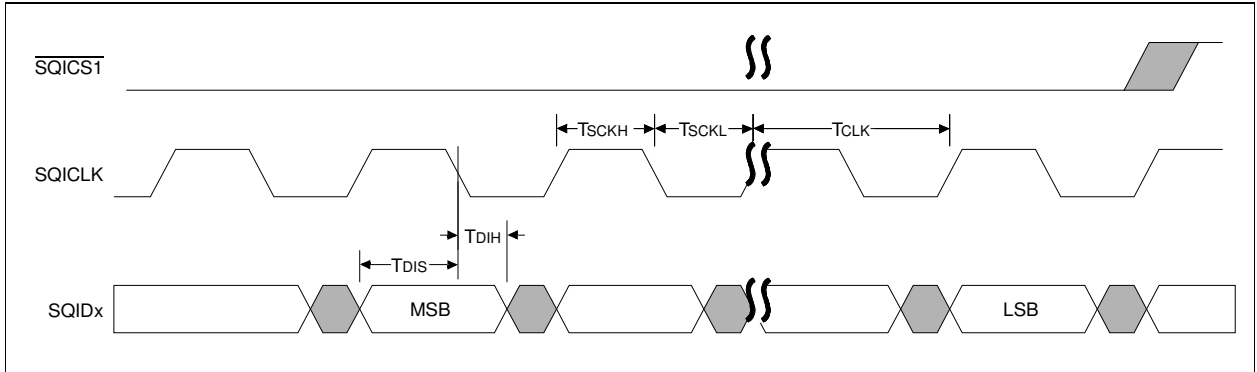 SQICS1
TSCKH TSCKL TCLK
SQICLK
TDIH
TDIS
SQIDx MSB LSB